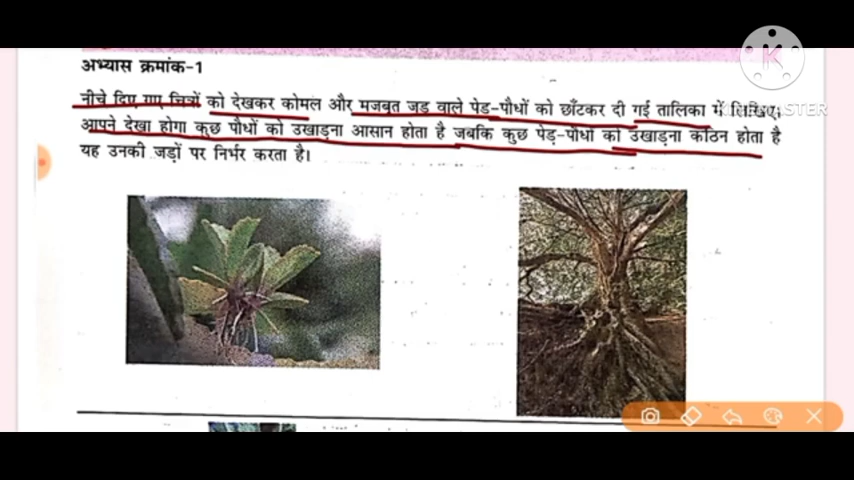 अभ्यास क्रमांक-1
नीचे दिए गए चित्रों को देखकर कोमल और मजबूत जड़ वाले पेड़-पौधों को छाँटकर दी गई तालिका में लिखिए;
आपने देखा होगा कुछ पौधों को उखाड़ना आसान होता है जबकि कुछ पेड़-पौधों को उखाड़ना कठिन होता है
यह उनकी जड़ों पर निर्भर करता है।
K
KINEMASTER